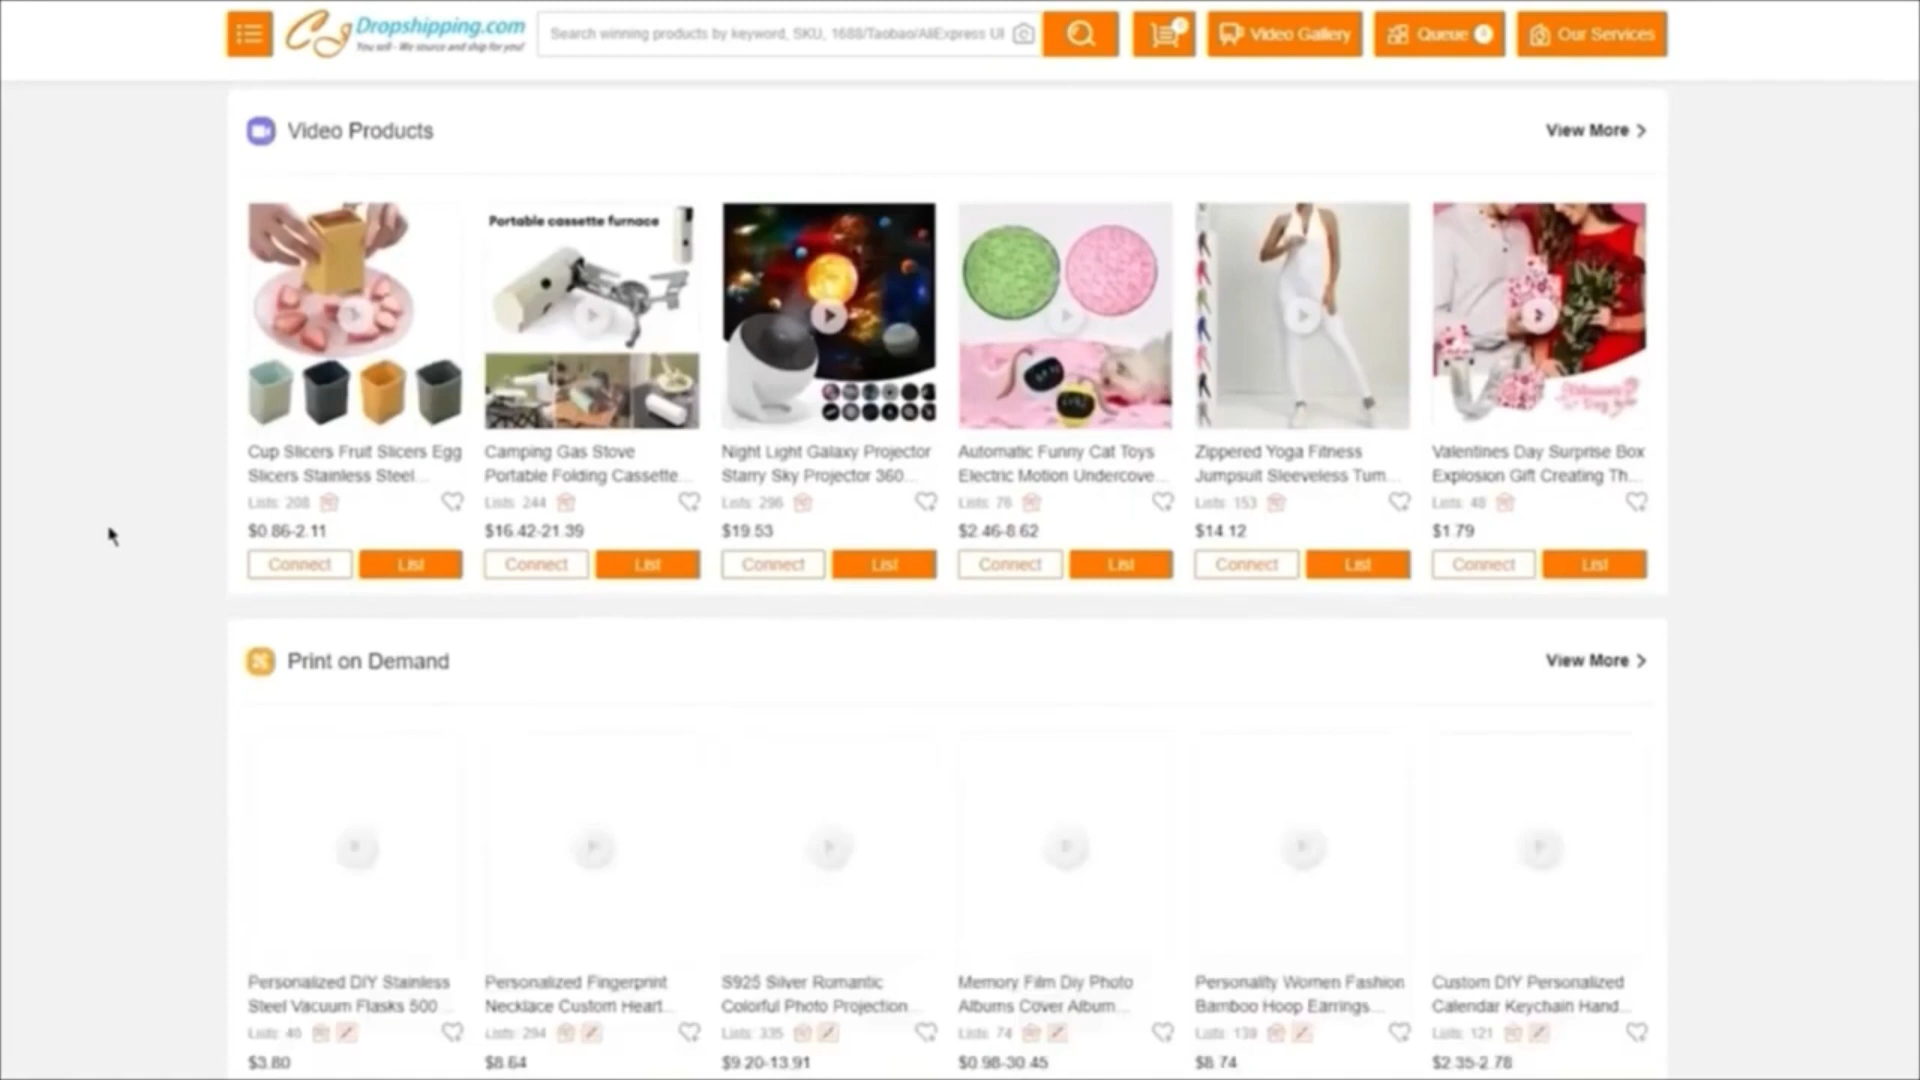 CJ Dropshipping.com
You sell - We source and ship for you!
Search winning products by keyword, SKU, 1688/Taobao/AliExpress Ul
Video Gallery
Queue
Our Services
Video Products
View More
Portable cassette furnace
Cup Slicers Fruit Slicers Egg
Slicers Stainless Steel...
Lists: 208
$0.86-2.11
Connect
List
Camping Gas Stove
Portable Folding Cassette...
Lists: 244
$16.42-21.39
Connect
List
Night Light Galaxy Projector
Starry Sky Projector 360...
Lists: 296
$19.53
Connect
List
Automatic Funny Cat Toys
Electric Motion Undercove...
Lists: 76
$2.46-8.62
Connect
List
Zippered Yoga Fitness
Jumpsuit Sleeveless Tum...
Lists: 153
$14.12
Connect
List
Valentines Day Surprise Box
Explosion Gift Creating Th...
Lists: 48
$1.79
Connect
List
Print on Demand
View More
Personalized DIY Stainless
Steel Vacuum Flasks 500 ...
Lists: 40
$3.80
Personalized Fingerprint
Necklace Custom Heart...
Lists: 294
$8.64
S925 Silver Romantic
Colorful Photo Projection...
Lists: 335
$9.20-13.91
Memory Film Diy Photo
Albums Cover Album...
Lists: 74
$0.98-30.45
Personality Women Fashion
Bamboo Hoop Earrings...
Lists: 139
$8.74
Custom DIY Personalized
Calendar Keychain Hand...
Lists: 121
$2.35-2.78